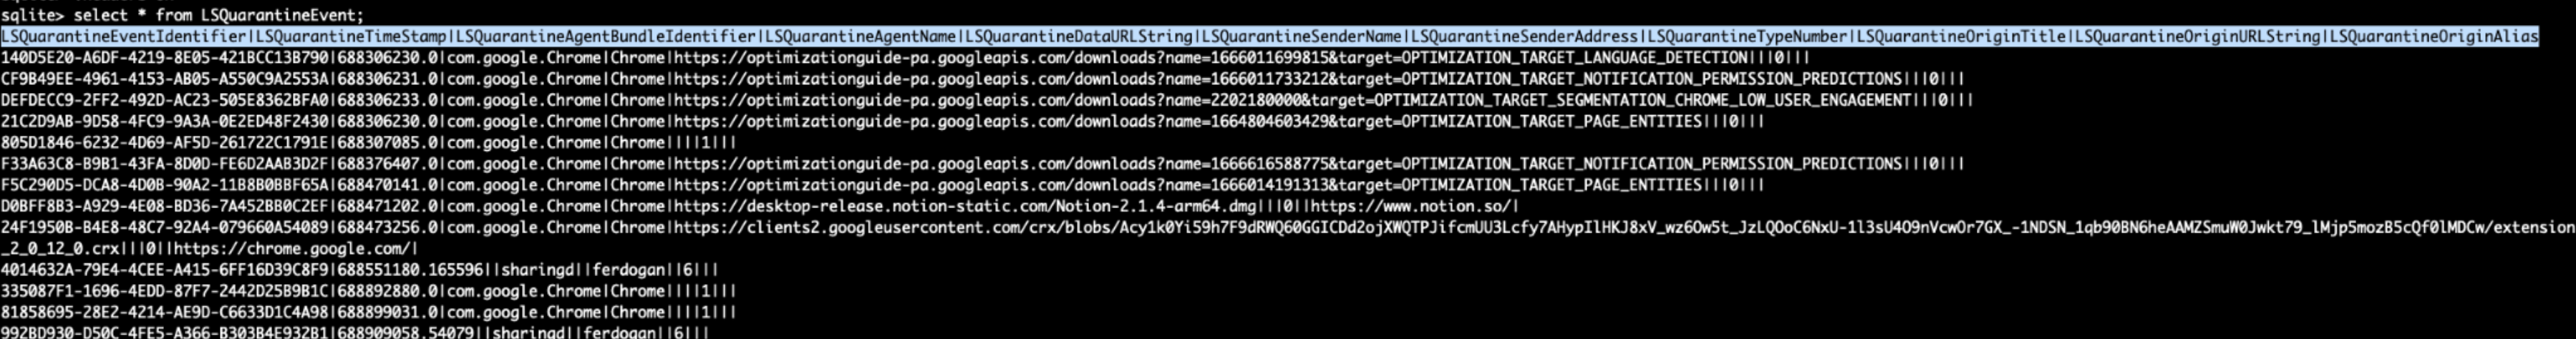 sqlite> select * from LSQuarantineEvent;
LSQuarantineEventIdentifier|LSQuarantineTimeStamp|LSQuarantineAgentBundleIdentifier|LSQuarantineAgentName|LSQuarantineDataURLString|LSQuarantineSenderName|LSQuarantineSenderAddress|LSQuarantineTypeNumber|LSQuarantineOriginTitle|LSQuarantineOriginURLString|LSQuarantineOriginAlias
140D5E20-A6DF-4219-8E05-421BCC13B790|688306230.0|com.google.Chrome|Chrome|https://optimizationguide-pa.googleapis.com/downloads?name=1666011699815&target=OPTIMIZATION_TARGET_LANGUAGE_DETECTION|||0|||
CF9B49EE-4961-4153-AB05-A550C9A2553A|688306231.0|com.google.Chrome|Chrome|https://optimizationguide-pa.googleapis.com/downloads?name=1666011733212&target=OPTIMIZATION_TARGET_NOTIFICATION_PERMISSION_PREDICTIONS|||0|||
DEFDECC9-2FF2-492D-AC23-505E8362BFA0|688306233.0|com.google.Chrome|Chrome|https://optimizationguide-pa.googleapis.com/downloads?name=2202180000&target=OPTIMIZATION_TARGET_SEGMENTATION_CHROME_LOW_USER_ENGAGEMENT|||0|||
21C2D9AB-9D58-4FC9-9A3A-0E2ED48F2430|688306230.0|com.google.Chrome|Chrome|https://optimizationguide-pa.googleapis.com/downloads?name=1664804603429&target=OPTIMIZATION_TARGET_PAGE_ENTITIES|||0|||
805D1846-6232-4D69-AF5D-261722C1791E|688307085.0|com.google.Chrome|Chrome||||1|||
F33A63C8-B9B1-43FA-8D0D-FE6D2AAB3D2F|688376407.0|com.google.Chrome|Chrome|https://optimizationguide-pa.googleapis.com/downloads?name=1666616588775&target=OPTIMIZATION_TARGET_NOTIFICATION_PERMISSION_PREDICTIONS|||0|||
F5C290D5-DCA8-4D0B-90A2-11B8B0BBF65A|688470141.0|com.google.Chrome|Chrome|https://optimizationguide-pa.googleapis.com/downloads?name=1666014191313&target=OPTIMIZATION_TARGET_PAGE_ENTITIES|||0|||
D0BFF8B3-A929-4E08-BD36-7A452BB0C2EF|688471202.0|com.google.Chrome|Chrome|https://desktop-release.notion-static.com/Notion-2.1.4-arm64.dmg|||0||https://www.notion.so/|
24F1950B-B4E8-48C7-92A4-079660A54089|688473256.0|com.google.Chrome|Chrome|https://clients2.googleusercontent.com/crx/blobs/Acy1k0Yi59h7F9dRWQ60GGICDd2ojXWQTPJifcmUU3Lcfy7AHypIlHKJ8xV_wz6Ow5t_JzLQOoC6NxU-1l3sU4O9nVcwOr7GX_-1NDSN_1qb90BN6heAAMZSmuW0Jwkt79_lMjp5mozB5cQf0lMDCw/extension
_2_0_12_0.crx|||0||https://chrome.google.com/|
4014632A-79E4-4CEE-A415-6FF16D39C8F9|688551180.165596||sharingd||ferdogan||6|||
335087F1-1696-4EDD-87F7-2442D25B9B1C|688892880.0|com.google.Chrome|Chrome||||1|||
81858695-28E2-4214-AE9D-C6633D1C4A98|688899031.0|com.google.Chrome|Chrome||||1|||
992BD930-D50C-4FE5-A366-B303B4E932B1|688909058.54079||sharingd||ferdogan||6|||